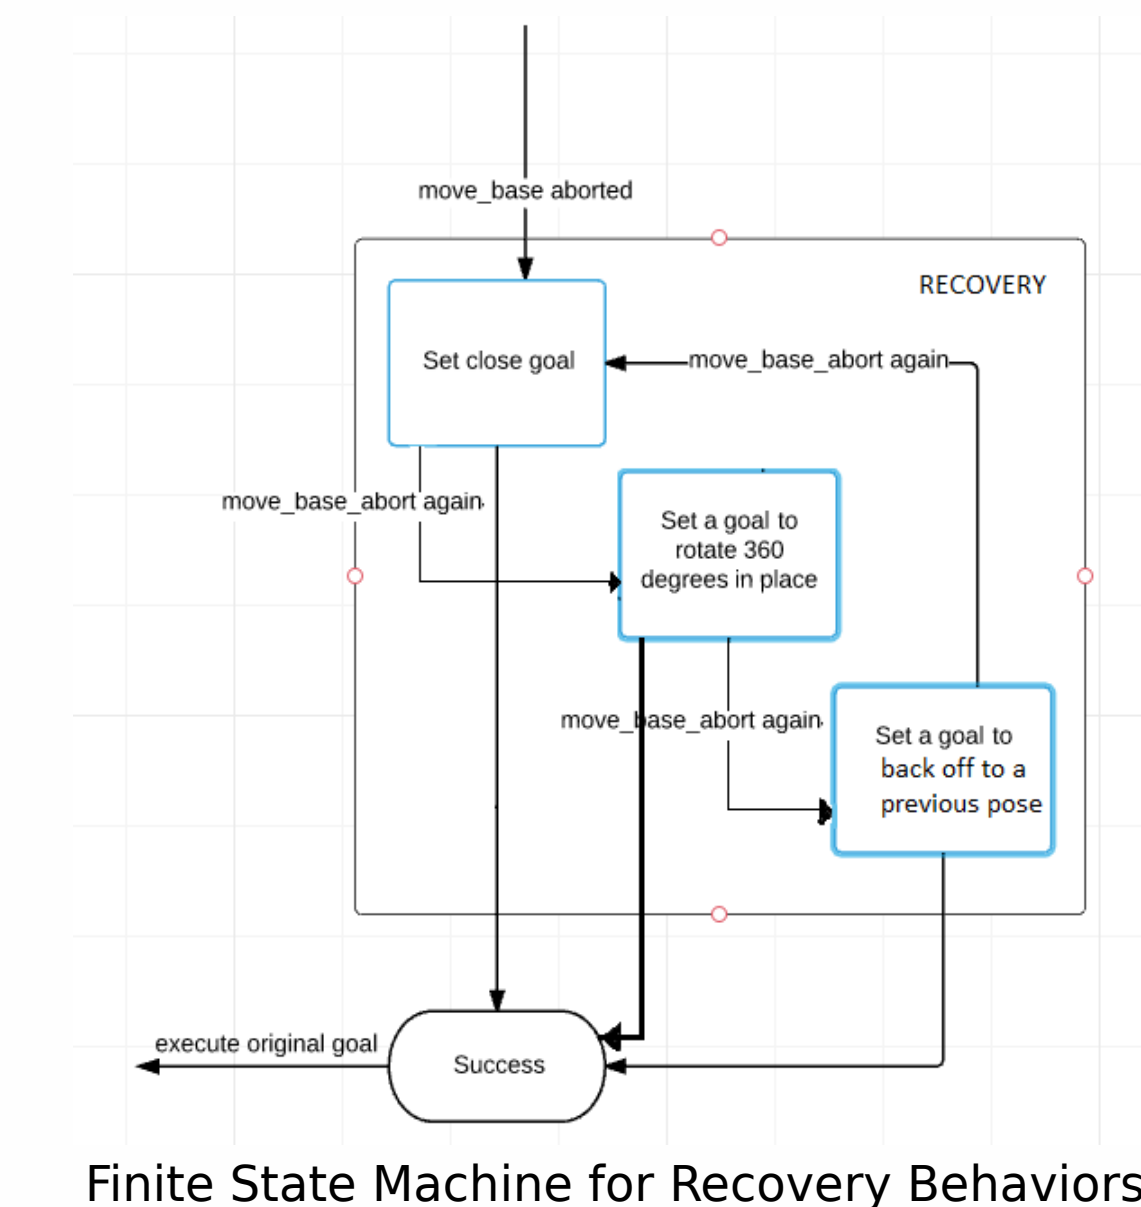 move_base aborted
RECOVERY
Set close goal
move_base_abort again
move_base_abort again
Set a goal to
rotate 360
degrees in place
move_base_abort again
Set a goal to
back off to a
previous pose
execute original goal
Success
Finite State Machine for Recovery Behaviors